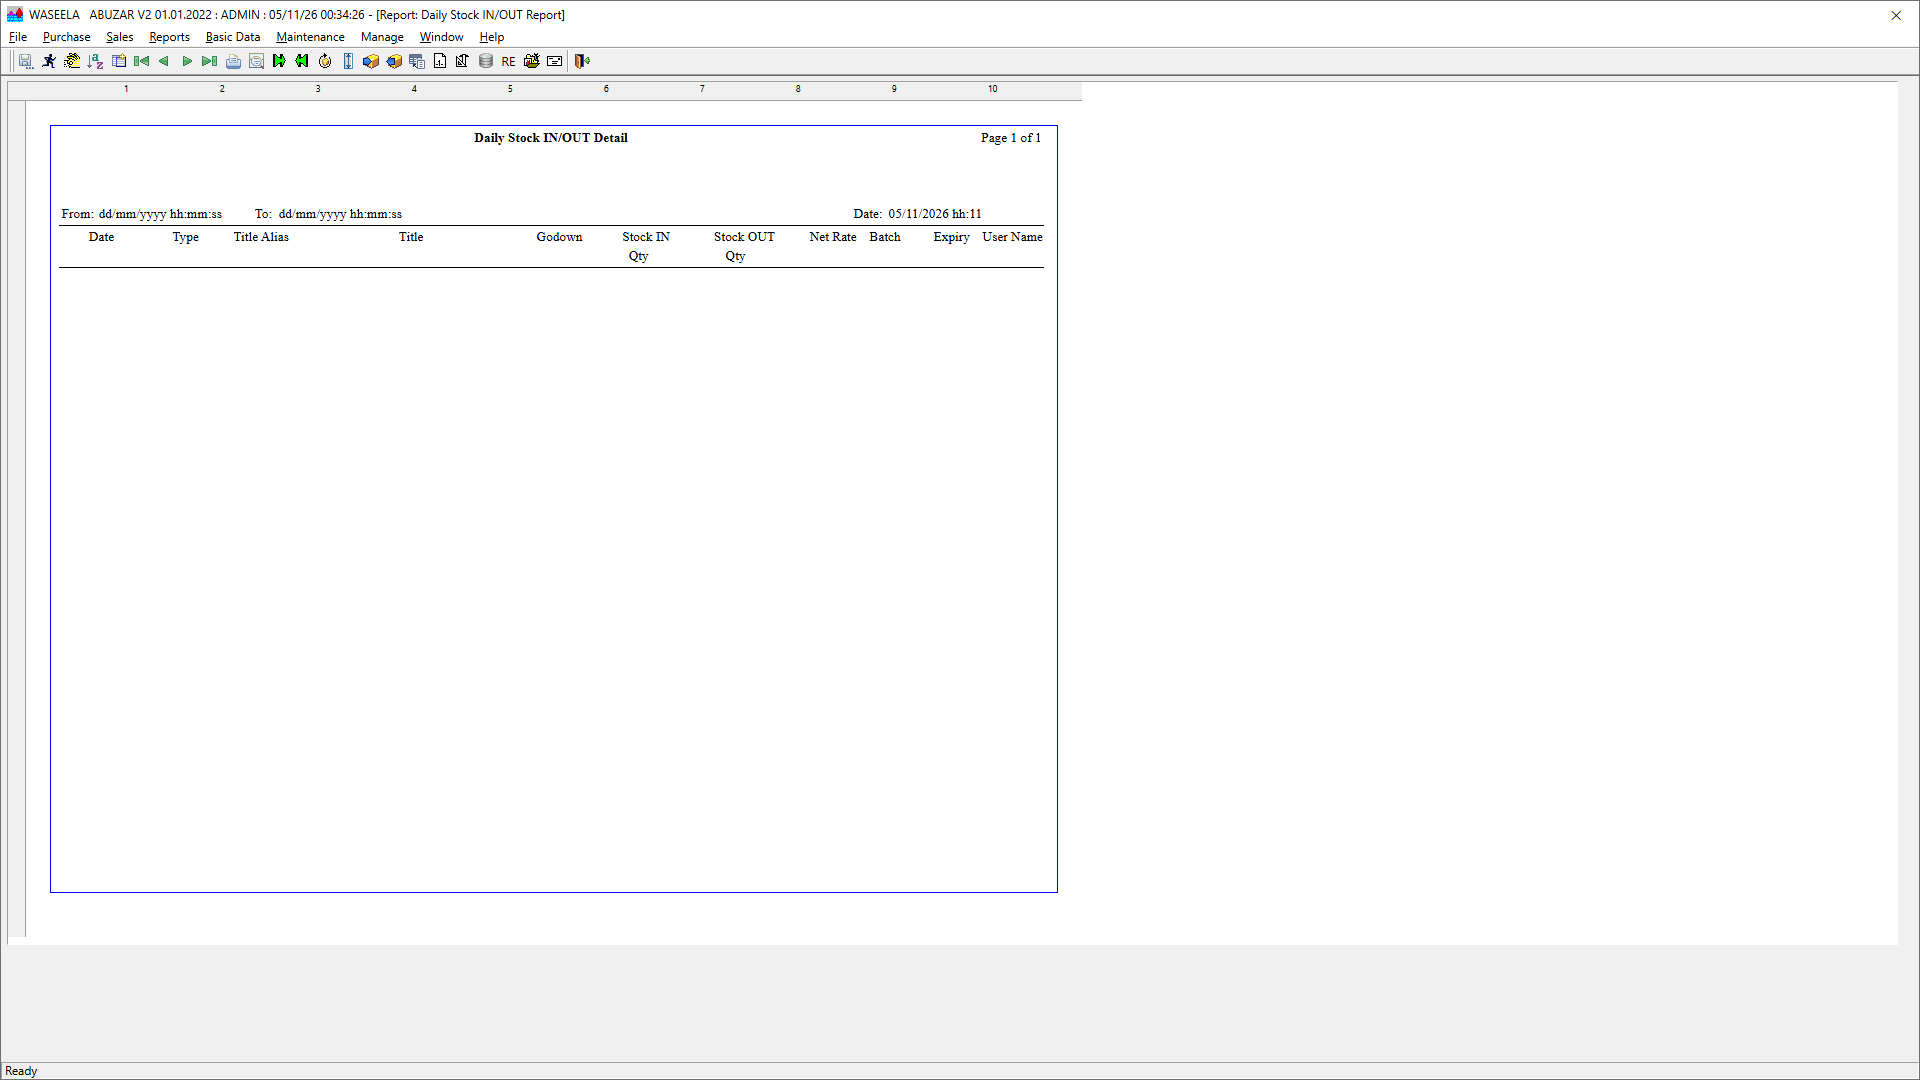 WASEELA ABUZAR V2 01.01.2022 : ADMIN : 05/11/26 00:34:26 - [Report: Daily Stock IN/OUT Report]
File Purchase Sales Reports Basic Data Maintenance Manage Window Help
RE
1 2 3 4 5 6 7 8 9 10
Daily Stock IN/OUT Detail Page 1 of 1
From: dd/mm/yyyy hh:mm:ss To: dd/mm/yyyy hh:mm:ss Date: 05/11/2026 hh:11
Date Type Title Alias Title Godown Stock IN Stock OUT Net Rate Batch Expiry User Name
Qty Qty
Ready